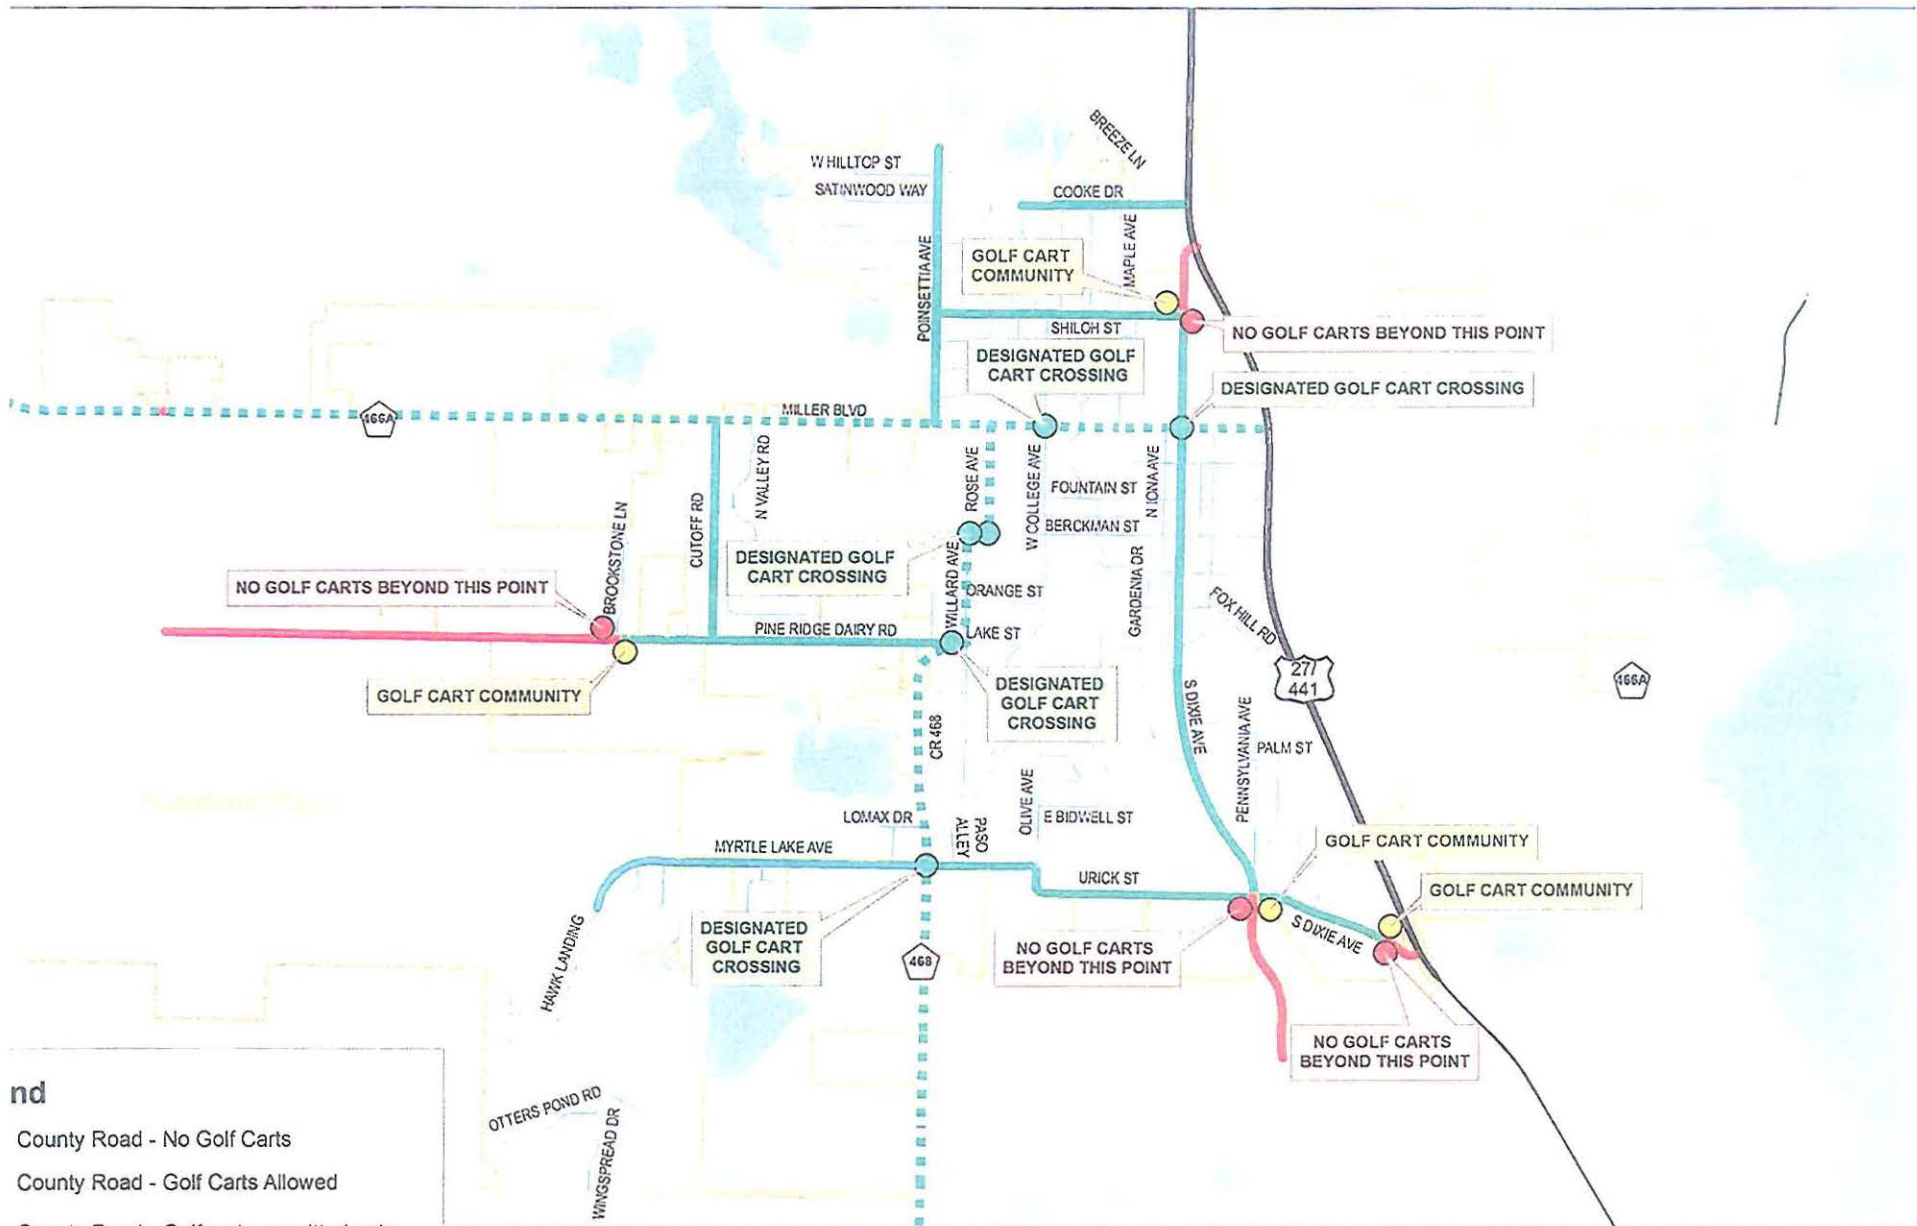 BREEZE LN
W HILLTOP ST
SATINWOOD WAY
COOKE DR
MAPLE AVE
POINSETTIA AVE
GOLF CART
COMMUNITY
SHILOH ST
NO GOLF CARTS BEYOND THIS POINT
DESIGNATED GOLF
CART CROSSING
DESIGNATED GOLF CART CROSSING
466A
MILLER BLVD
N VALLEY RD
ROSE AVE
W COLLEGE AVE
N IONA AVE
FOUNTAIN ST
BERCKMAN ST
CUTOFF RD
BROOKSTONE LN
DESIGNATED GOLF
CART CROSSING
WILLARD AVE
ORANGE ST
GARDENIA DR
FOX HILL RD
NO GOLF CARTS BEYOND THIS POINT
PINE RIDGE DAIRY RD
LAKE ST
27/
441
466A
GOLF CART COMMUNITY
DESIGNATED
GOLF CART
CROSSING
S DIXIE AVE
PENNSYLVANIA AVE
PALM ST
CR 468
LOMAX DR
PASO
ALLEY
OLIVE AVE
E BIDWELL ST
MYRTLE LAKE AVE
URICK ST
GOLF CART COMMUNITY
GOLF CART COMMUNITY
S DIXIE AVE
DESIGNATED
GOLF CART
CROSSING
468
NO GOLF CARTS
BEYOND THIS POINT
HAWK LANDING
NO GOLF CARTS
BEYOND THIS POINT
OTTERS POND RD
WINGSPREAD DR
nd
County Road - No Golf Carts
County Road - Golf Carts Allowed